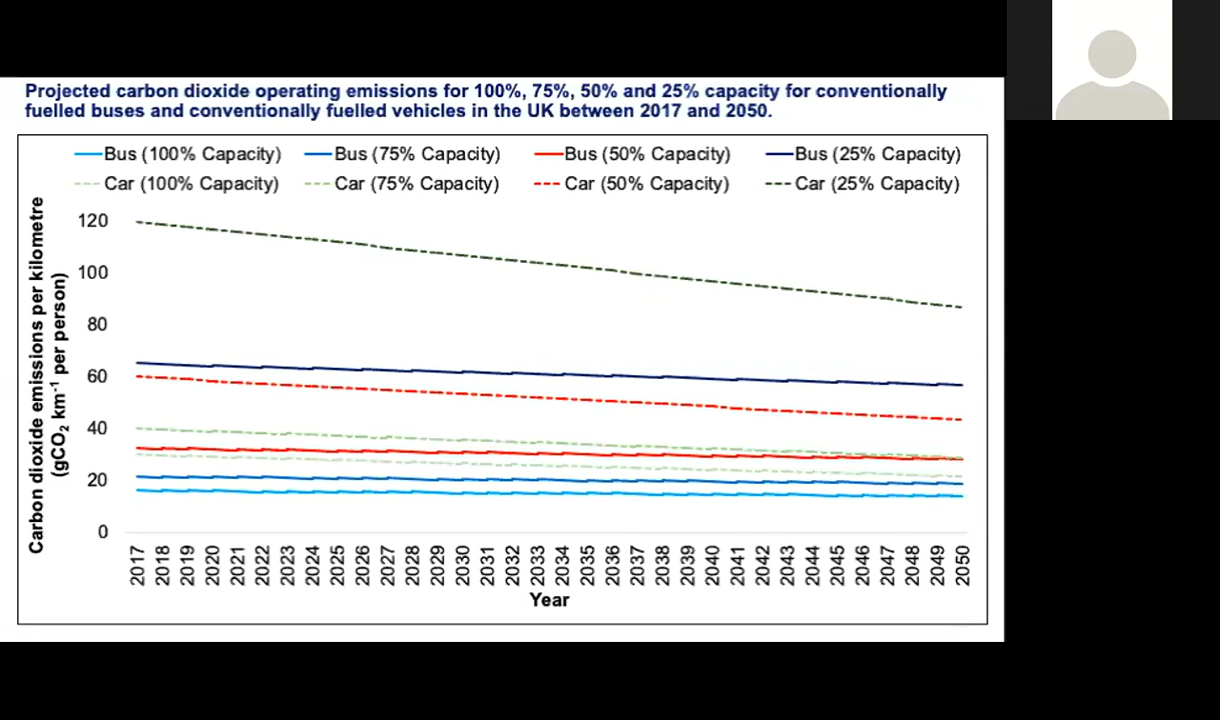 Projected carbon dioxide operating emissions for 100%, 75%, 50% and 25% capacity for conventionally
fuelled buses and conventionally fuelled vehicles in the UK between 2017 and 2050.
Bus (100% Capacity) Bus (75% Capacity) Bus (50% Capacity) Bus (25% Capacity)
Car (100% Capacity) Car (75% Capacity) Car (50% Capacity) Car (25% Capacity)
Carbon dioxide emissions per kilometre
(gCO₂ km⁻¹ per person)
120
100
80
60
40
20
0
2017 2018 2019 2020 2021 2022 2023 2024 2025 2026 2027 2028 2029 2030 2031 2032 2033 2034 2035 2036 2037 2038 2039 2040 2041 2042 2043 2044 2045 2046 2047 2048 2049 2050
Year